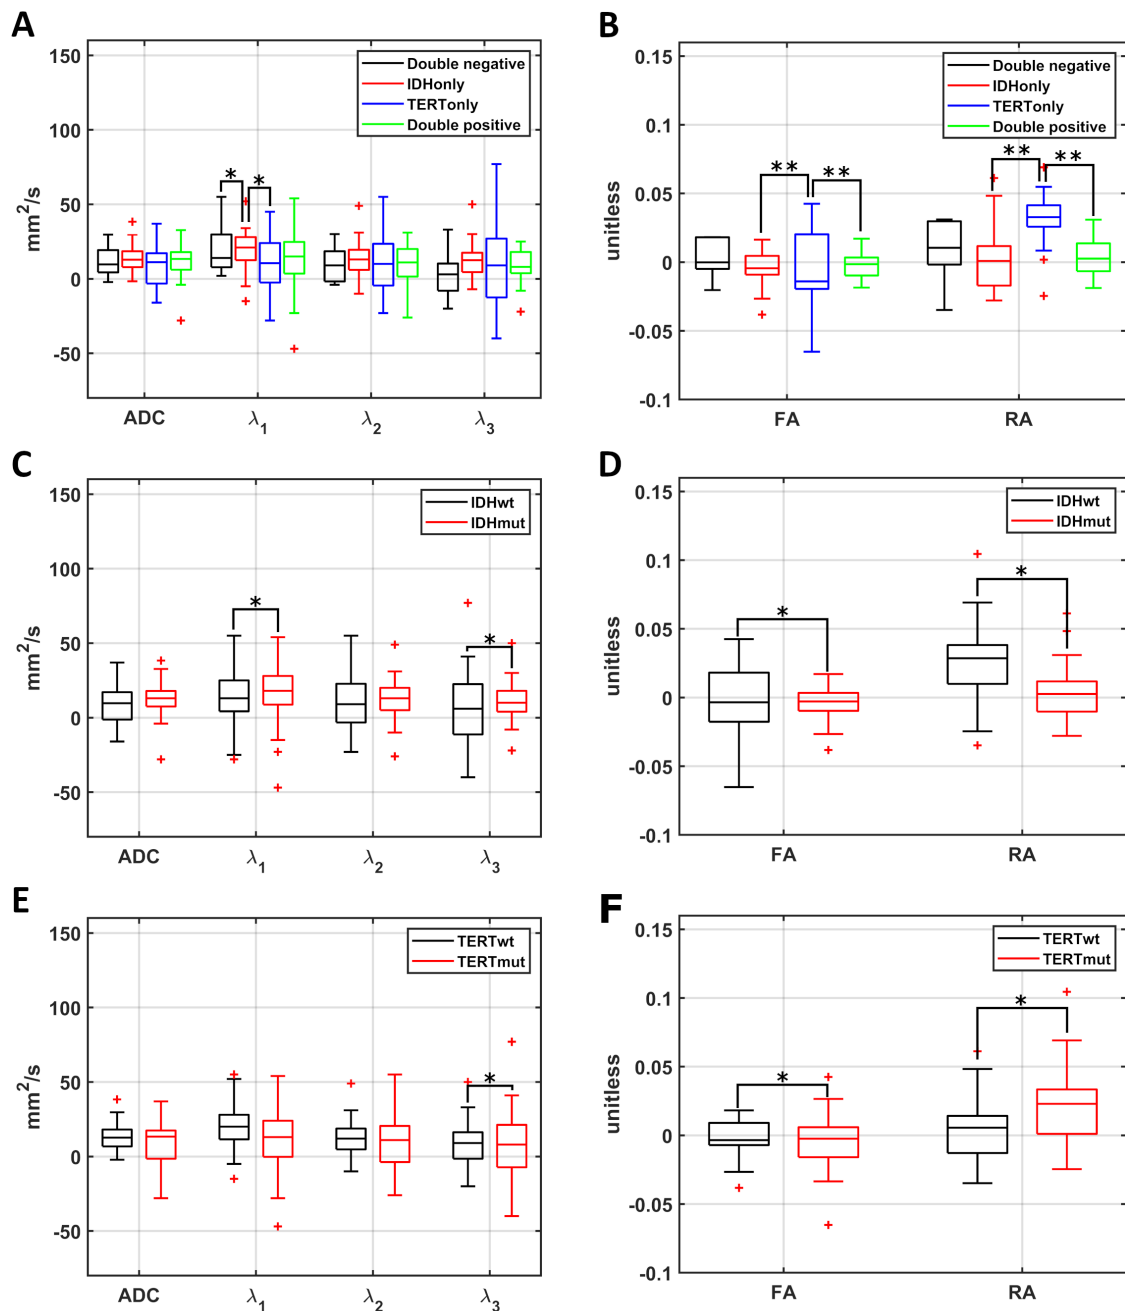 A
150
100
50
0
-50
mm²/s
Double negative
IDHonly
TERTonly
Double positive
*
*
ADC
λ₁
λ₂
λ₃
B
0.15
0.1
0.05
0
-0.05
-0.1
unitless
Double negative
IDHonly
TERTonly
Double positive
**
**
**
**
FA
RA
C
150
100
50
0
-50
mm²/s
IDHwt
IDHmut
*
*
ADC
λ₁
λ₂
λ₃
D
0.15
0.1
0.05
0
-0.05
-0.1
unitless
IDHwt
IDHmut
*
*
FA
RA
E
150
100
50
0
-50
mm²/s
TERTwt
TERTmut
*
ADC
λ₁
λ₂
λ₃
F
0.15
0.1
0.05
0
-0.05
-0.1
unitless
TERTwt
TERTmut
*
*
FA
RA